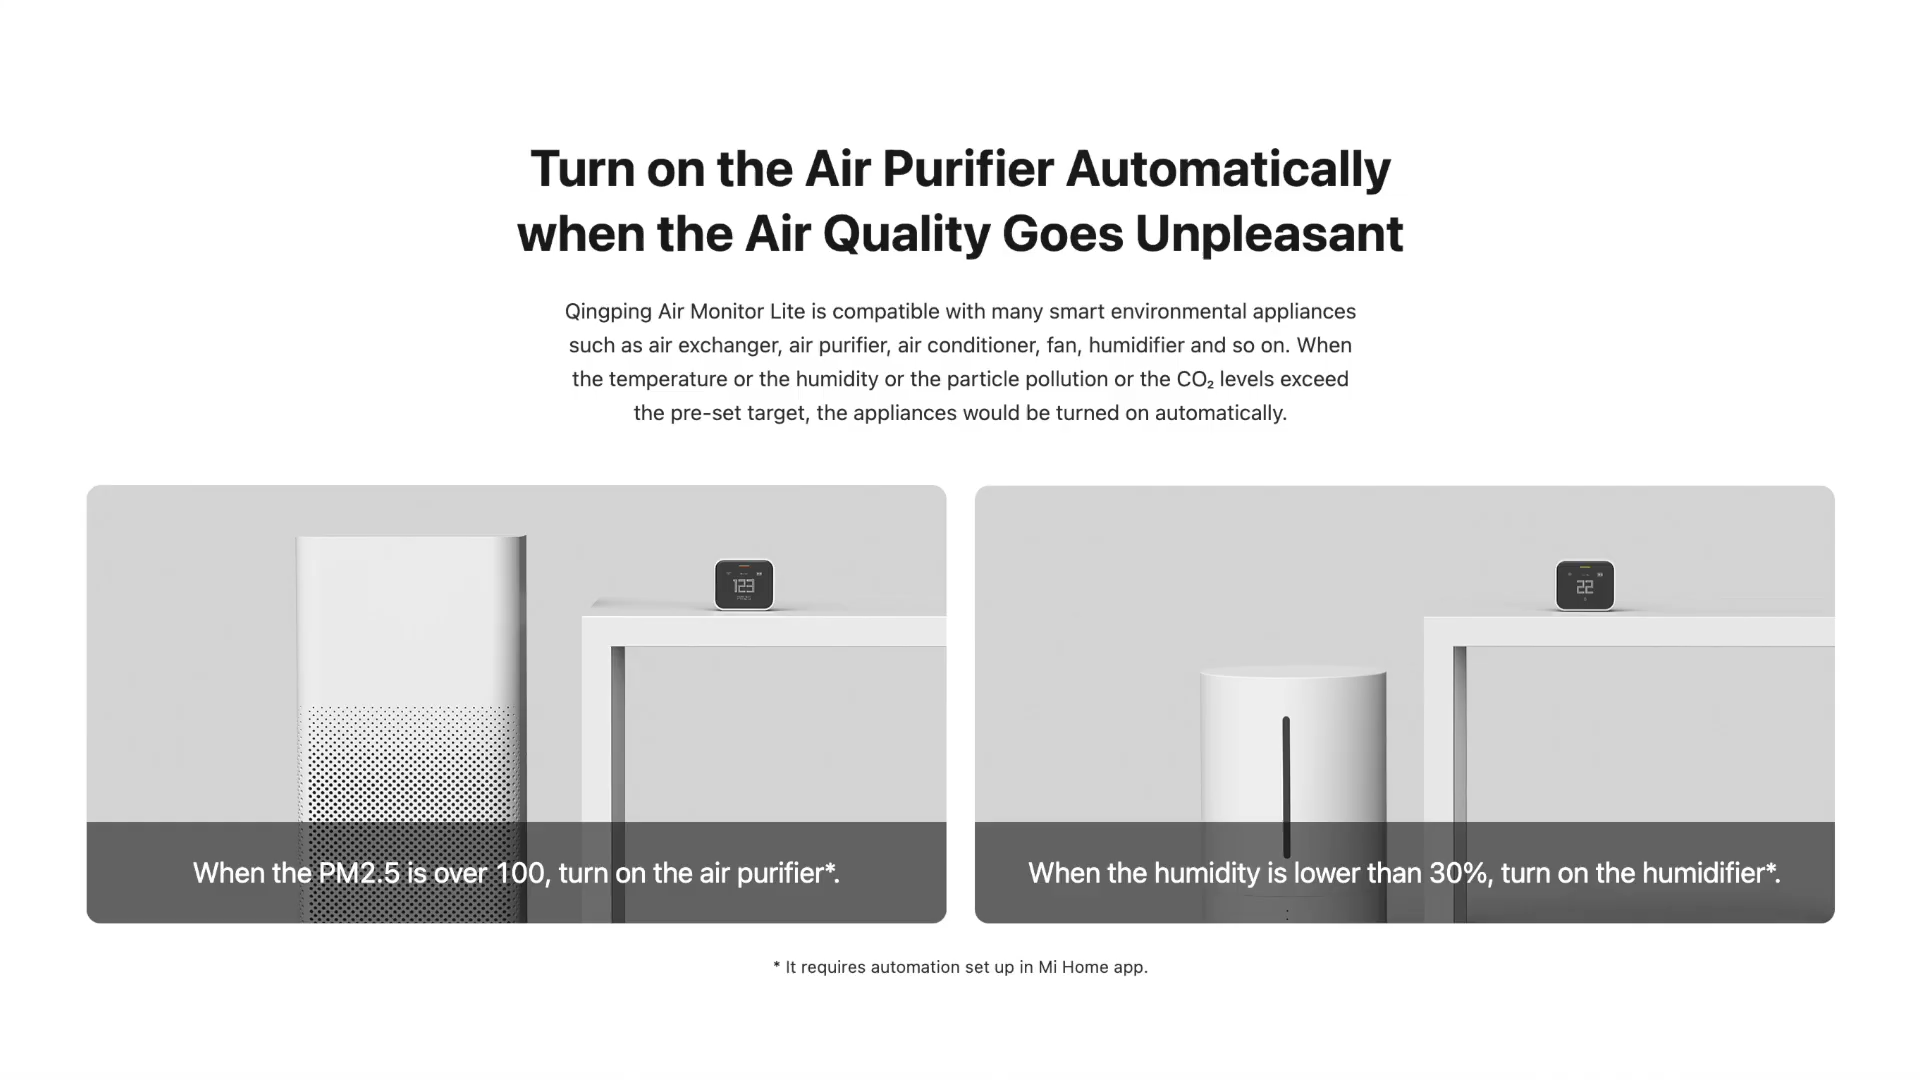 Turn on the Air Purifier Automatically
when the Air Quality Goes Unpleasant
Qingping Air Monitor Lite is compatible with many smart environmental appliances
such as air exchanger, air purifier, air conditioner, fan, humidifier and so on. When
the temperature or the humidity or the particle pollution or the CO₂ levels exceed
the pre-set target, the appliances would be turned on automatically.
123
PM2.5
22
When the PM2.5 is over 100, turn on the air purifier*.
When the humidity is lower than 30%, turn on the humidifier*.
* It requires automation set up in Mi Home app.